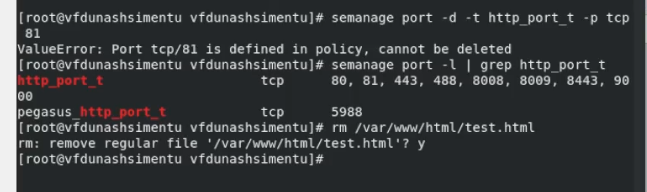 [root@vfdunashsimentu vfdunashsimentu]# semanage port -d -t http_port_t -p tcp
 81
ValueError: Port tcp/81 is defined in policy, cannot be deleted
[root@vfdunashsimentu vfdunashsimentu]# semanage port -l | grep http_port_t
http_port_t                    tcp      80, 81, 443, 488, 8008, 8009, 8443, 90
00
pegasus_http_port_t            tcp      5988
[root@vfdunashsimentu vfdunashsimentu]# rm /var/www/html/test.html
rm: remove regular file '/var/www/html/test.html'? y
[root@vfdunashsimentu vfdunashsimentu]#